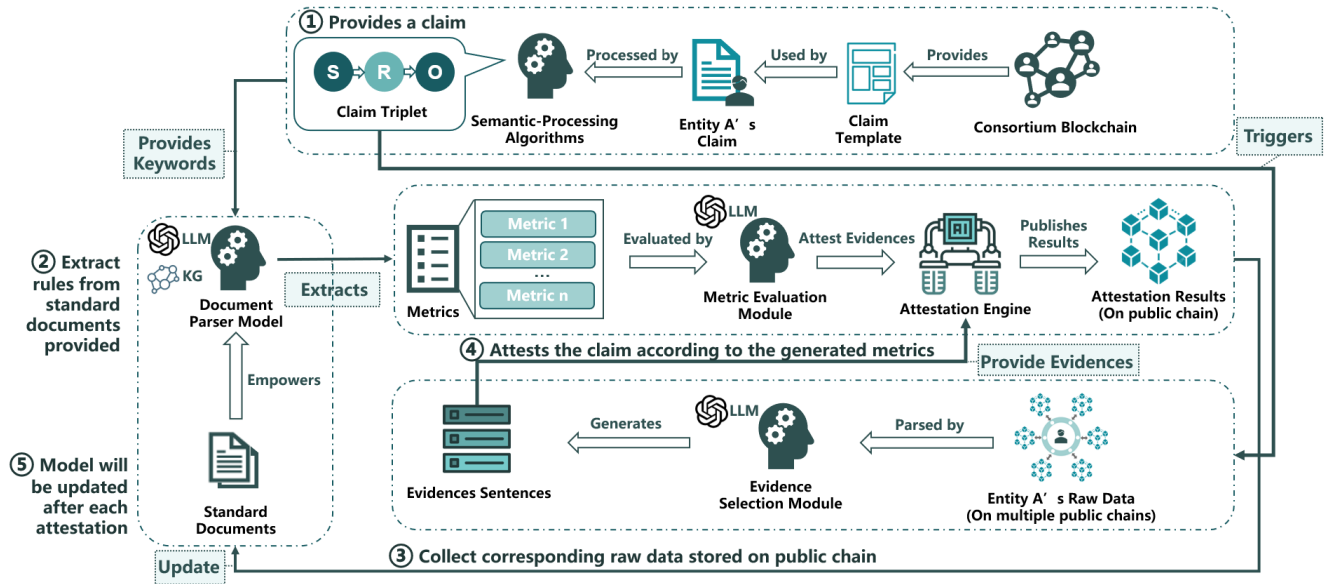 ① Provides a claim
S
R
O
Claim Triplet
Semantic-Processing
Algorithms
Processed by
Entity A's
Claim
Used by
Claim
Template
Provides
Consortium Blockchain
Provides
Keywords
Triggers
② Extract
rules from
standard
documents
provided
LLM
KG
Document
Parser Model
Empowers
Standard
Documents
Extracts
Metrics
Metric 1
Metric 2
...
Metric n
Evaluated by
LLM
Metric Evaluation
Module
Attest Evidences
AI
Attestation Engine
Publishes
Results
Attestation Results
(On public chain)
④ Attests the claim according to the generated metrics
Provide Evidences
Evidences Sentences
Generates
LLM
Evidence
Selection Module
Parsed by
Entity A's Raw Data
(On multiple public chains)
⑤ Model will
be updated
after each
attestation
③ Collect corresponding raw data stored on public chain
Update